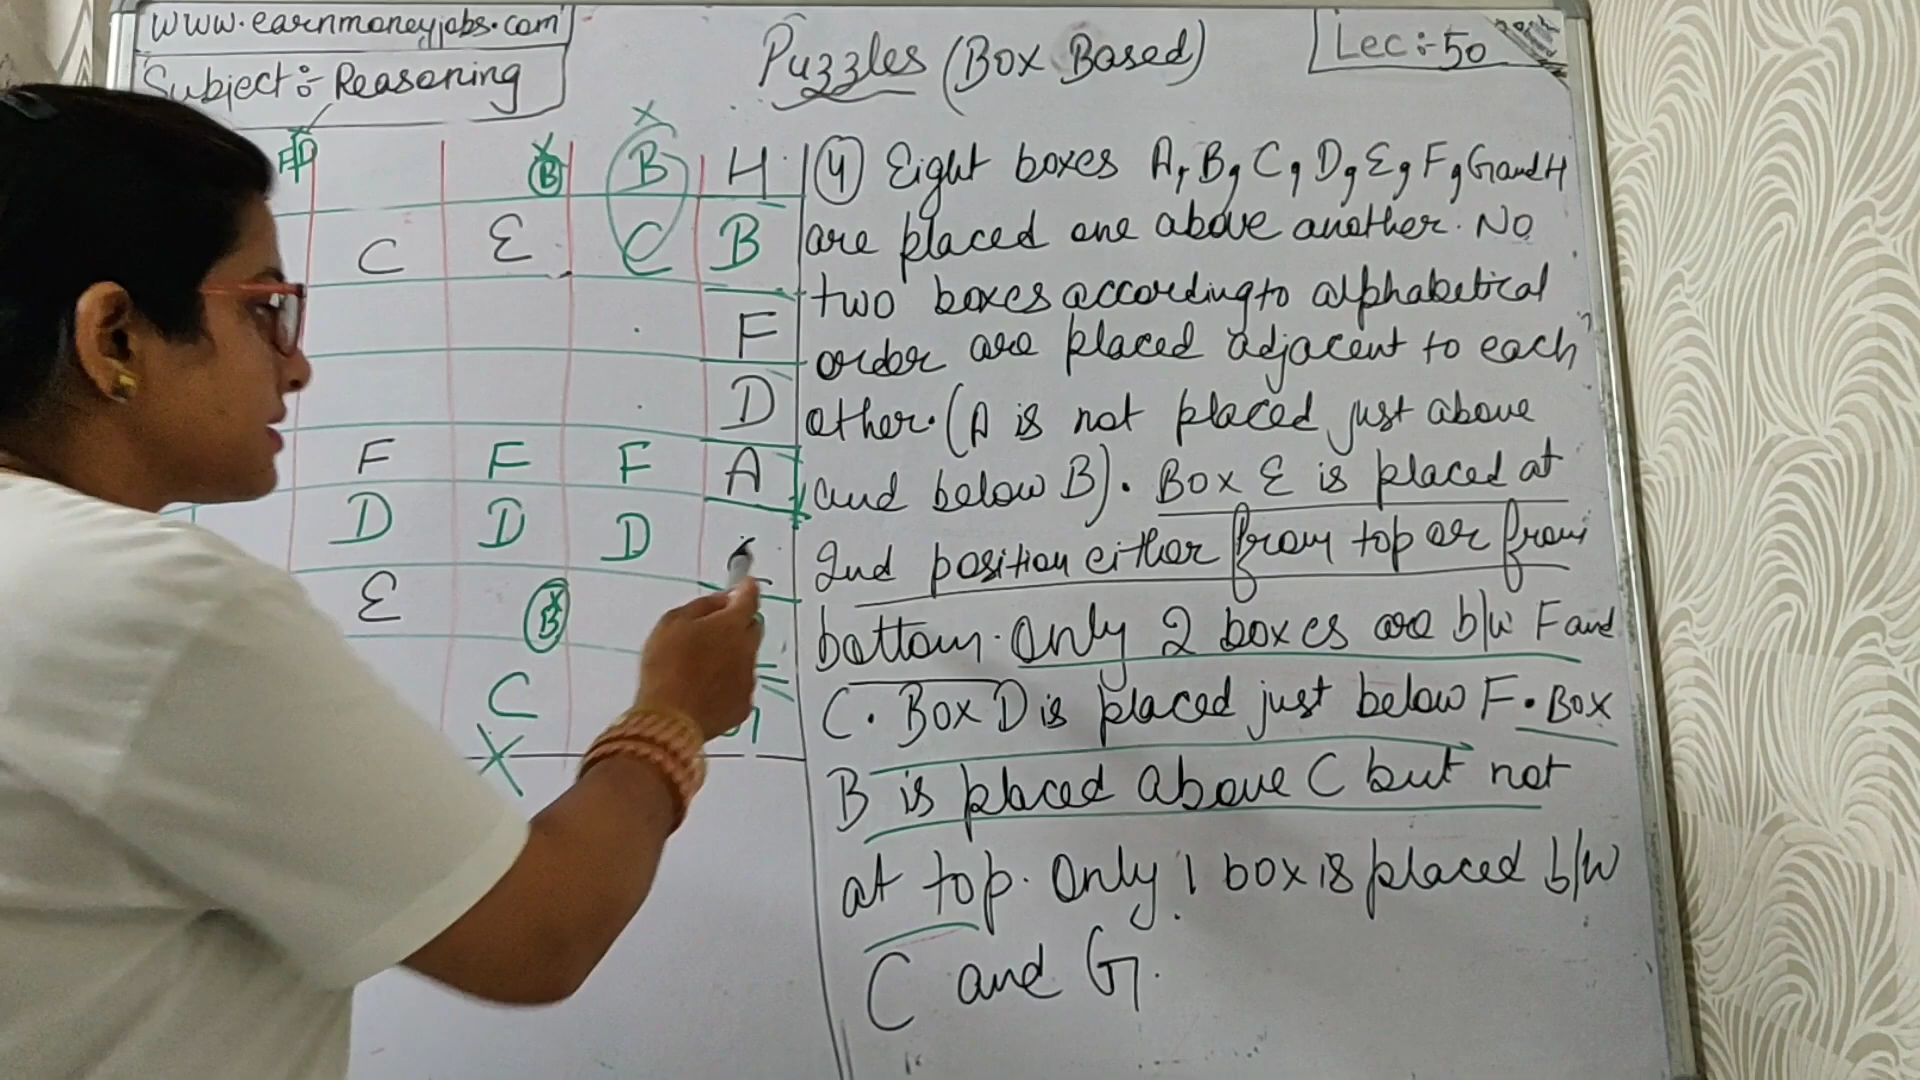 www.earnmoneyjobs.com
Subject:- Reasoning
Puzzles (Box Based)
Lec:-50
X
D
B B H
C E C B
F
D
F F F A
D D D C
E B
C
X
④ Eight boxes A, B, C, D, E, F, G and H
are placed one above another. No
two boxes according to alphabetical
order are placed adjacent to each
other. (A is not placed just above
and below B). Box E is placed at
2nd position either from top or from
bottom. Only 2 boxes are b/w F and
C. Box D is placed just below F. Box
B is placed above C but not
at top. Only 1 box is placed b/w
C and G.